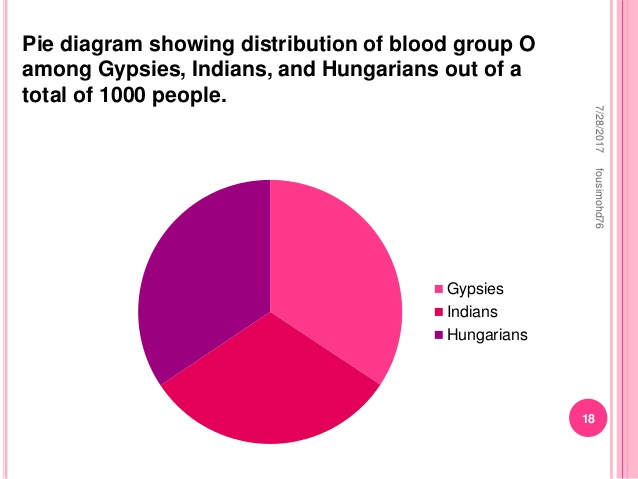 Pie diagram showing distribution of blood group O
among Gypsies, Indians, and Hungarians out of a
total of 1000 people.
7/28/2017 fousimohd76
Gypsies
Indians
Hungarians
18